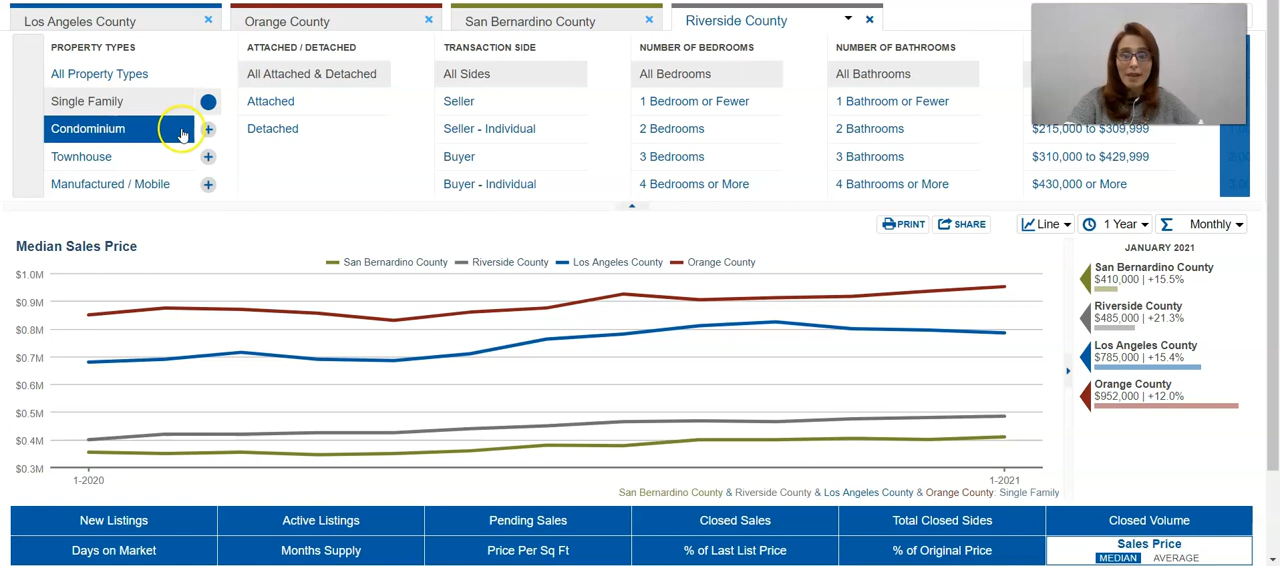 Los Angeles County ×
Orange County ×
San Bernardino County ×
Riverside County ×
PROPERTY TYPES
All Property Types
Single Family
Condominium +
Townhouse +
Manufactured / Mobile +
ATTACHED / DETACHED
All Attached & Detached
Attached
Detached
TRANSACTION SIDE
All Sides
Seller
Seller - Individual
Buyer
Buyer - Individual
NUMBER OF BEDROOMS
All Bedrooms
1 Bedroom or Fewer
2 Bedrooms
3 Bedrooms
4 Bedrooms or More
NUMBER OF BATHROOMS
All Bathrooms
1 Bathroom or Fewer
2 Bathrooms
3 Bathrooms
4 Bathrooms or More
$215,000 to $309,999
$310,000 to $429,999
$430,000 or More
PRINT SHARE Line 1 Year Monthly
Median Sales Price
San Bernardino County Riverside County Los Angeles County Orange County
$1.0M
$0.9M
$0.8M
$0.7M
$0.6M
$0.5M
$0.4M
$0.3M
1-2020 1-2021
San Bernardino County & Riverside County & Los Angeles County & Orange County: Single Family
JANUARY 2021
San Bernardino County
$410,000 | +15.5%
Riverside County
$485,000 | +21.3%
Los Angeles County
$785,000 | +15.4%
Orange County
$952,000 | +12.0%
New Listings Active Listings Pending Sales Closed Sales Total Closed Sides Closed Volume
Days on Market Months Supply Price Per Sq Ft % of Last List Price % of Original Price Sales Price
MEDIAN AVERAGE